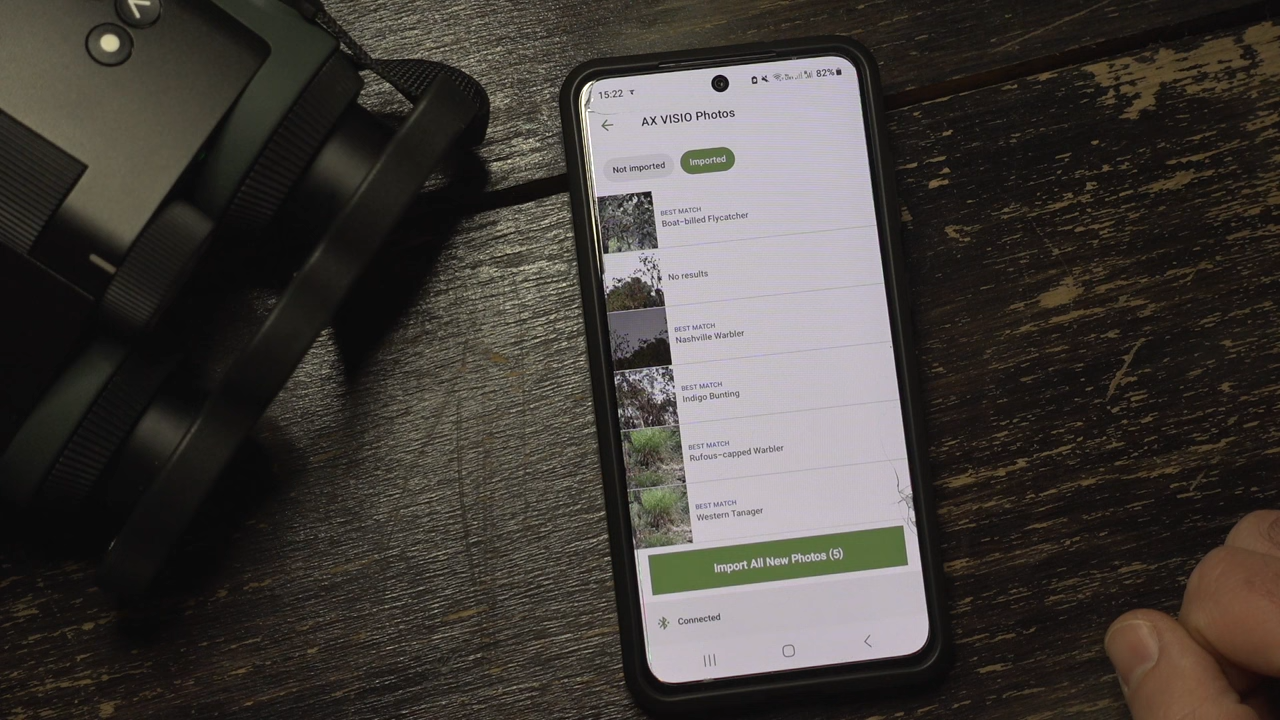 15:22
82%
AX VISIO Photos
Not imported
Imported
BEST MATCH
Boat-billed Flycatcher
No results
BEST MATCH
Nashville Warbler
BEST MATCH
Indigo Bunting
BEST MATCH
Rufous-capped Warbler
BEST MATCH
Western Tanager
Import All New Photos (5)
Connected